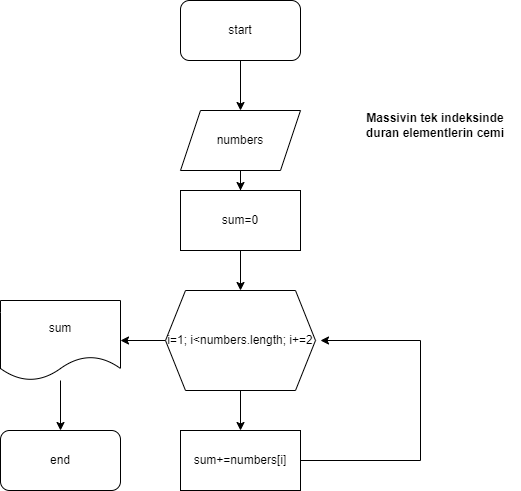 start
numbers
Massivin tek indeksinde
duran elementlerin cemi
sum=0
i=1; i<numbers.length; i+=2
sum
sum+=numbers[i]
end